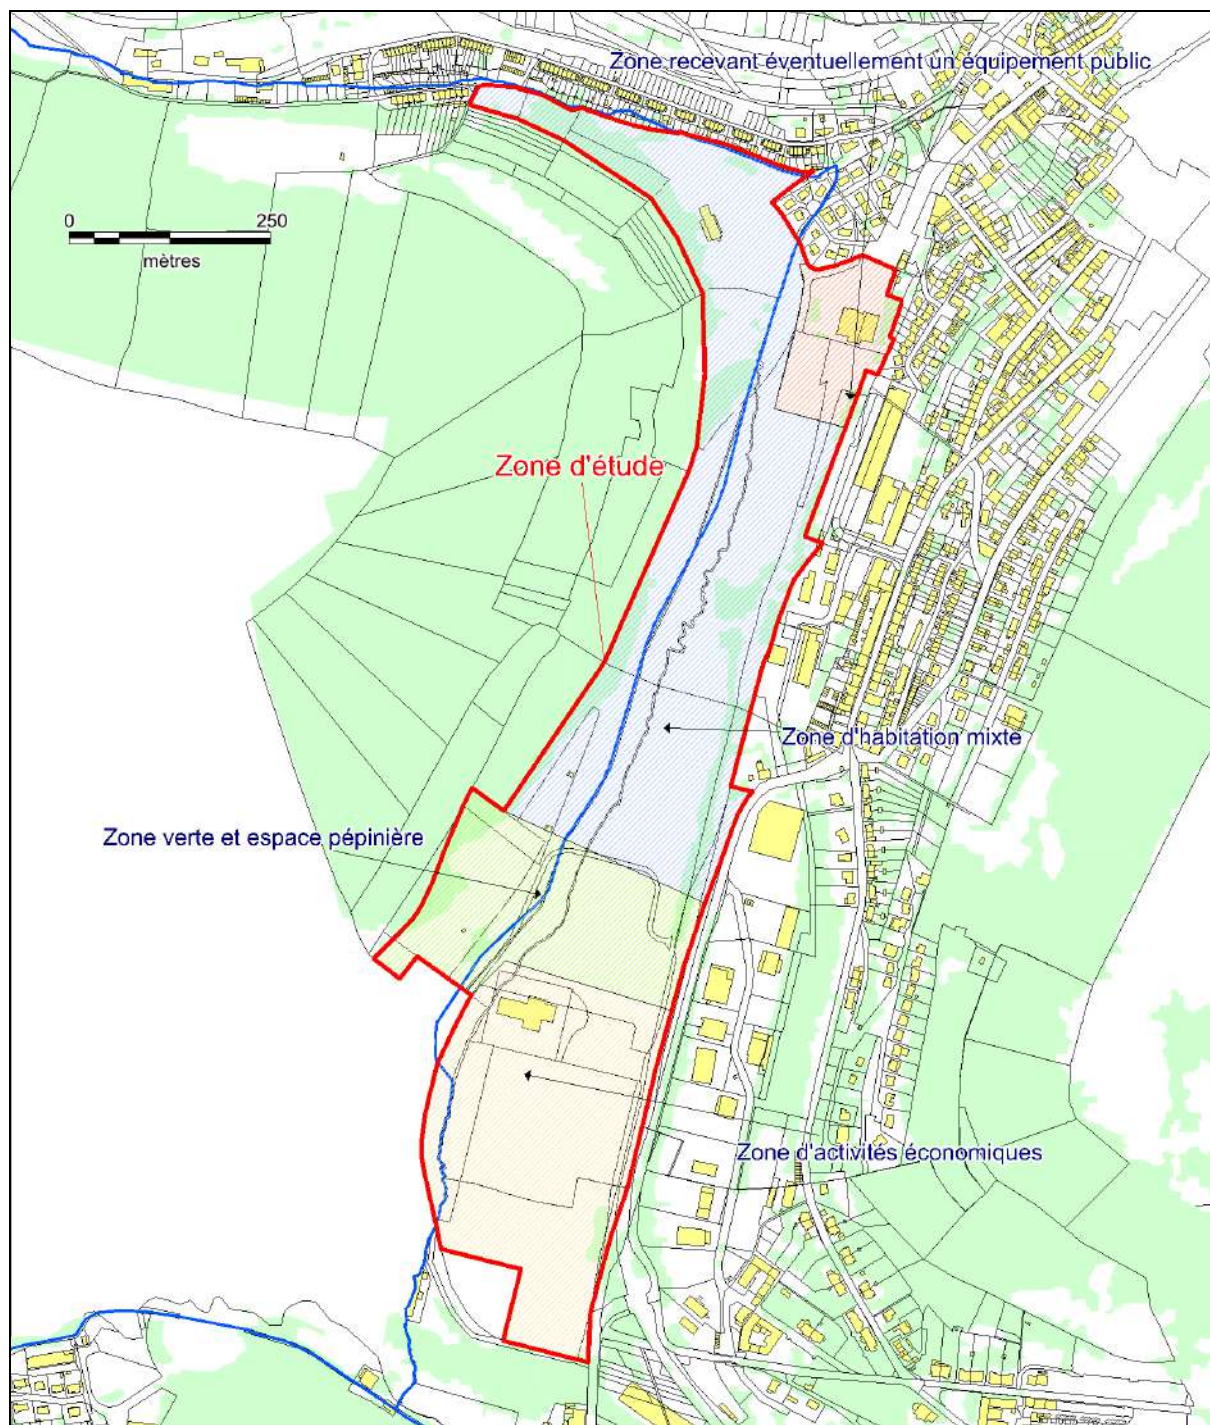 Zone recevant éventuellement un équipement public
0 250
mètres
Zone d'étude
Zone d'habitation mixte
Zone verte et espace pépinière
Zone d'activités économiques